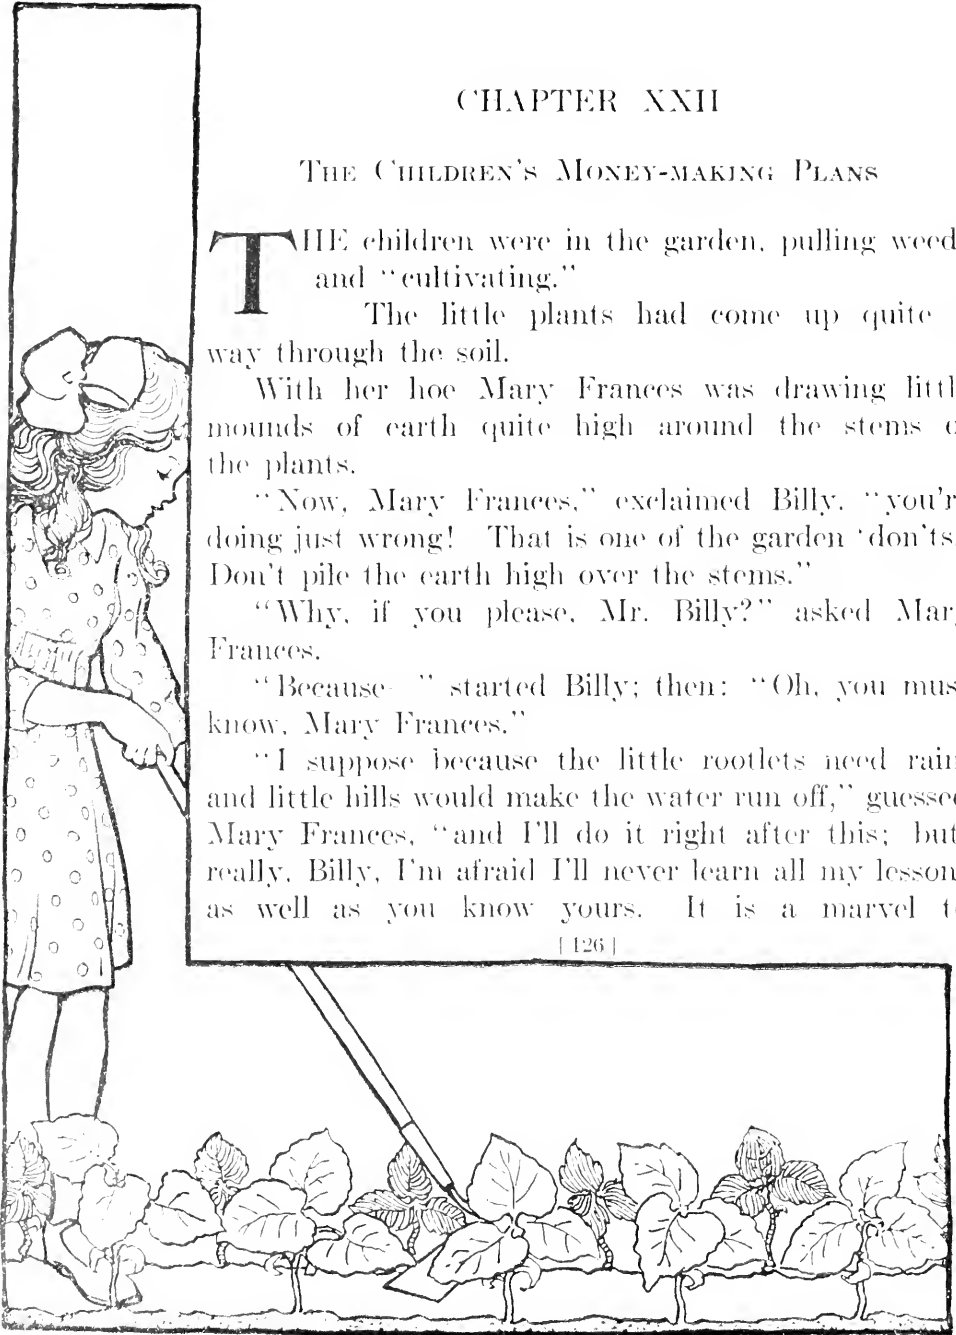 CHAPTER XXII
The Children's Money-making Plans
THE children were in the garden, pulling weed
and "cultivating."
The little plants had come up quite
way through the soil.
With her hoe Mary Frances was drawing littl
mounds of earth quite high around the stems o
the plants.
"Now, Mary Frances," exclaimed Billy, "you'r
doing just wrong! That is one of the garden 'don'ts.
Don't pile the earth high over the stems."
"Why, if you please, Mr. Billy?" asked Mary
Frances.
"Because—" started Billy; then: "Oh, you mus
know, Mary Frances."
"I suppose because the little rootlets need rain
and little hills would make the water run off," guessed
Mary Frances, "and I'll do it right after this; but
really, Billy, I'm afraid I'll never learn all my lesson
as well as you know yours. It is a marvel t
[126]